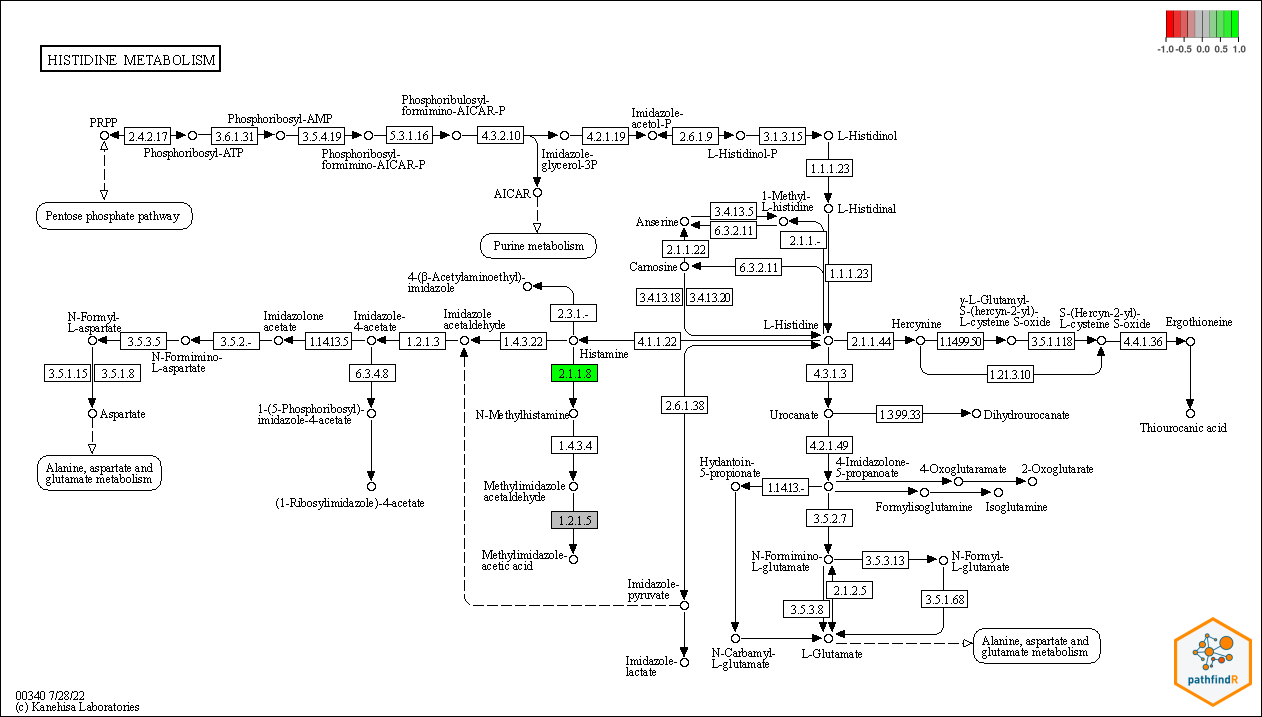 HISTIDINE METABOLISM
-1.0 -0.5 0.0 0.5 1.0
PRPP
2.4.2.17
Phosphoribosyl-ATP
3.6.1.31
Phosphoribosyl-AMP
3.5.4.19
Phosphoribosyl-
formimino-AICAR-P
5.3.1.16
Phosphoribulosyl-
formimino-AICAR-P
4.3.2.10
Imidazole-
glycerol-3P
4.2.1.19
Imidazole-
acetol-P
2.6.1.9
L-Histidinol-P
3.1.3.15
L-Histidinol
Pentose phosphate pathway
AICAR
Purine metabolism
1.1.1.23
L-Histidinal
1-Methyl-
L-histidine
Anserine
3.4.13.5
6.3.2.11
2.1.1.-
2.1.1.22
Carnosine
6.3.2.11
1.1.1.23
3.4.13.18
3.4.13.20
4-(β-Acetylaminoethyl)-
imidazole
2.3.1.-
N-Formyl-
L-aspartate
3.5.3.5
N-Formimino-
L-aspartate
3.5.2.-
Imidazolone
acetate
1.14.13.5
Imidazole-
4-acetate
1.2.1.3
Imidazole
acetaldehyde
1.4.3.22
Histamine
4.1.1.22
L-Histidine
2.1.1.44
Hercynine
1.14.99.50
γ-L-Glutamyl-
S-(hercyn-2-yl)-
L-cysteine S-oxide
3.5.1.118
S-(Hercyn-2-yl)-
L-cysteine S-oxide
4.4.1.36
Ergothioneine
1.21.3.10
3.5.1.15
3.5.1.8
6.3.4.8
2.1.1.8
4.3.1.3
Aspartate
1-(5-Phosphoribosyl)-
imidazole-4-acetate
N-Methylhistamine
2.6.1.38
Urocanate
1.3.99.33
Dihydrourocanate
Thiourocanic acid
Alanine, aspartate and
glutamate metabolism
1.4.3.4
4.2.1.49
(1-Ribosylimidazole)-4-acetate
Methylimidazole
acetaldehyde
Hydantoin-
5-propionate
1.14.13.-
4-Imidazolone-
5-propanoate
4-Oxoglutaramate
2-Oxoglutarate
Formylisoglutamine
Isoglutamine
1.2.1.5
3.5.2.7
Methylimidazole-
acetic acid
N-Formimino-
L-glutamate
3.5.3.13
N-Formyl-
L-glutamate
Imidazole-
pyruvate
2.1.2.5
3.5.3.8
3.5.1.68
Imidazole-
lactate
N-Carbamyl-
L-glutamate
L-Glutamate
Alanine, aspartate and
glutamate metabolism
pathfindR
00340 7/28/22
(c) Kanehisa Laboratories